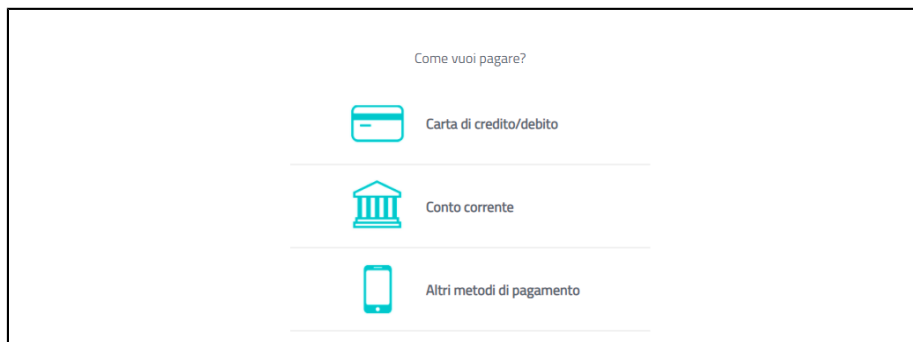 Come vuoi pagare?
Carta di credito/debito
Conto corrente
Altri metodi di pagamento